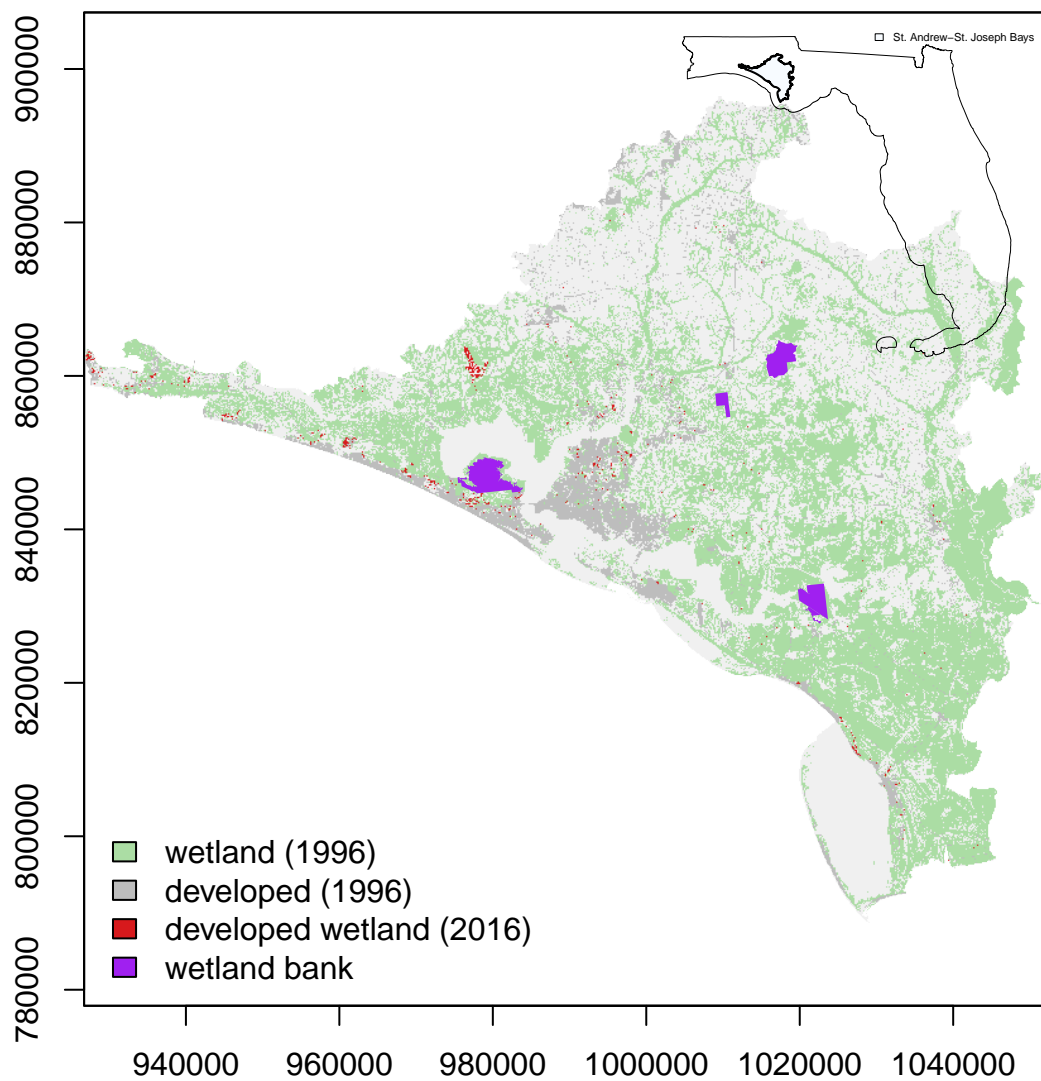 St. Andrew−St. Joseph Bays
900000
880000
860000
840000
820000
8000000
780000
wetland (1996)
developed (1996)
developed wetland (2016)
wetland bank
940000
960000
980000
1000000
1020000
1040000